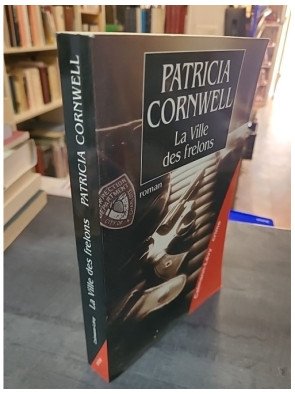 PATRICIA
CORNWELL
La Ville
des frelons
roman
La Ville des frelons PATRICIA CORNWELL